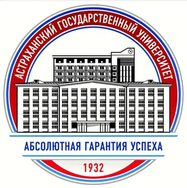 АСТРАХАНСКИЙ ГОСУДАРСТВЕННЫЙ УНИВЕРСИТЕТ
АБСОЛЮТНАЯ ГАРАНТИЯ УСПЕХА
1932